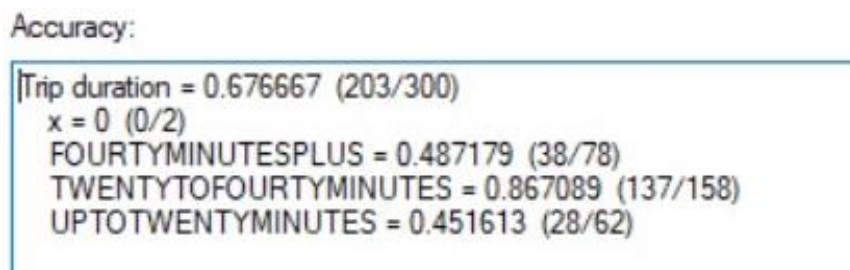 Accuracy:
Trip duration = 0.676667 (203/300)
x = 0 (0/2)
FOURTYMINUTESPLUS = 0.487179 (38/78)
TWENTYTOFOURTYMINUTES = 0.867089 (137/158)
UPTOTWENTYMINUTES = 0.451613 (28/62)